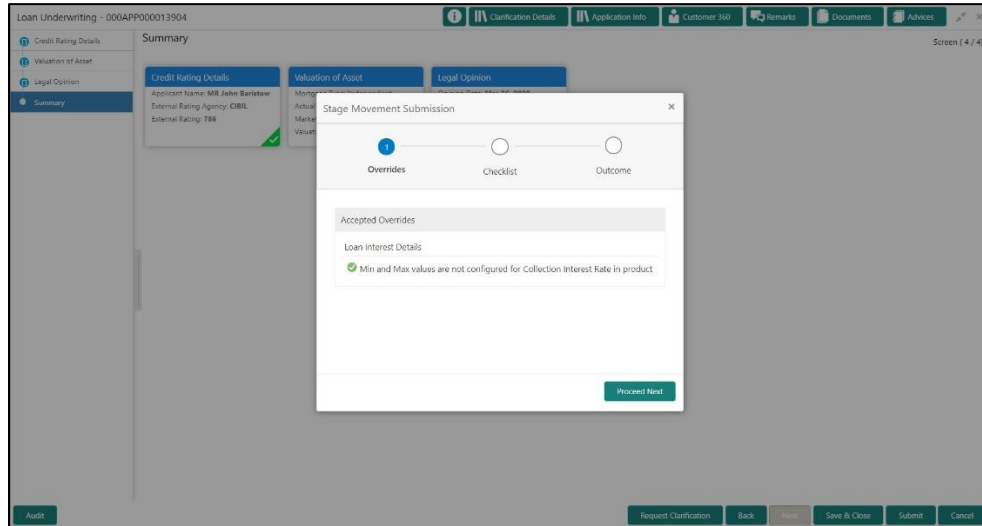 Loan Underwriting - 000APP000013904
Clarification Details
Application Info
Customer 360
Remarks
Documents
Advices
Credit Rating Details
Valuation of Asset
Legal Opinion
Summary
Summary
Screen ( 4 / 4)
Credit Rating Details
Applicant Name: MR John Baristow
External Rating Agency: CIBIL
External Rating: 786
Valuation of Asset
Legal Opinion
Stage Movement Submission
1
Overrides
Checklist
Outcome
Accepted Overrides
Loan Interest Details
Min and Max values are not configured for Collection Interest Rate in product
Proceed Next
Audit
Request Clarification
Back
Next
Save & Close
Submit
Cancel